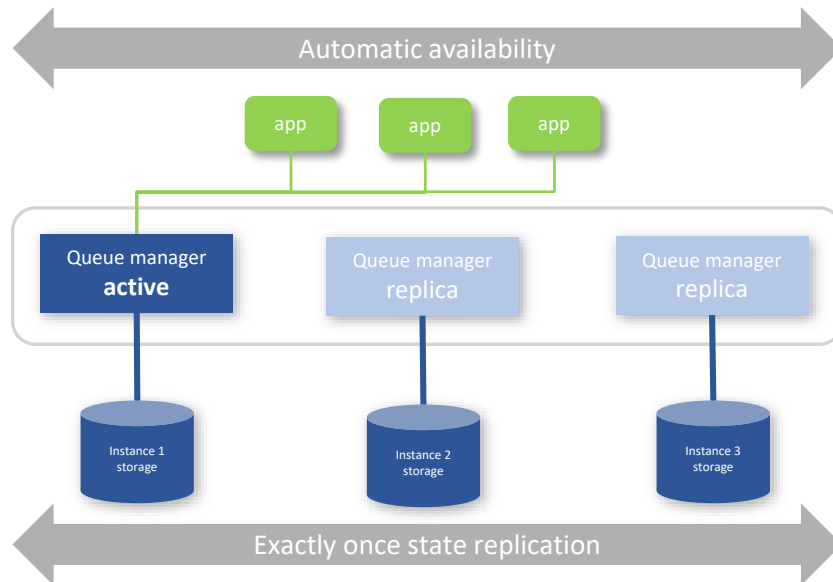 Automatic availability
app
app
app
Queue manager
active
Queue manager
replica
Queue manager
replica
Instance 1
storage
Instance 2
storage
Instance 3
storage
Exactly once state replication